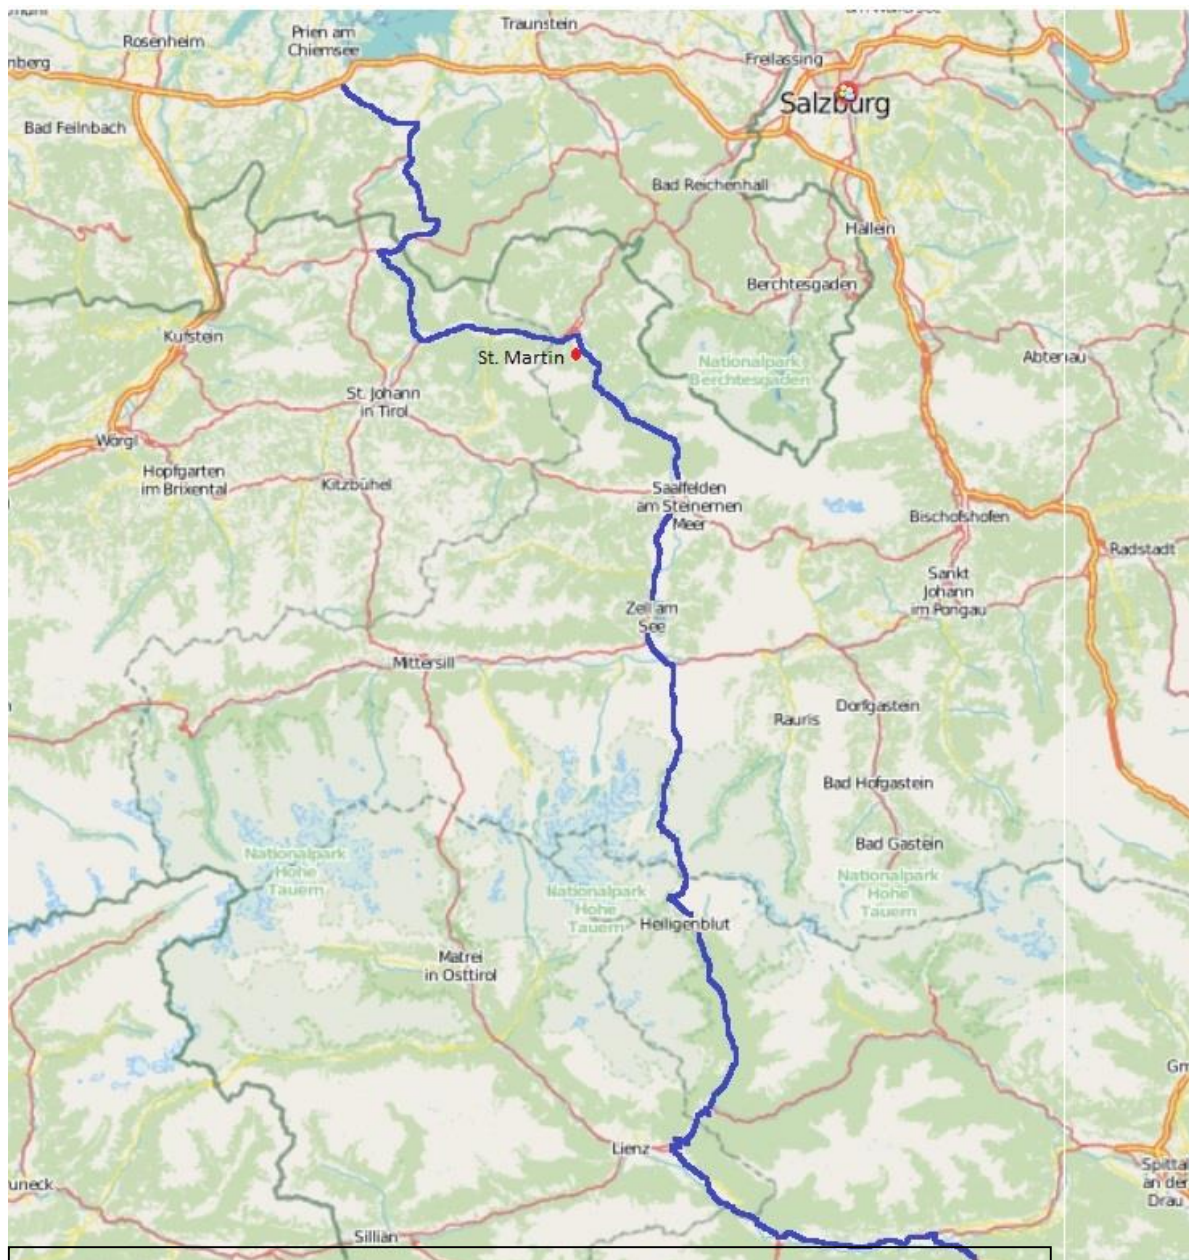 Traunstein
Prien am
Chiemsee
Rosenheim
Freilassing
nberg
Salzburg
Bad Feilnbach
Bad Reichenhall
Hallein
Berchtesgaden
Kufstein
St. Martin
Nationalpark
Berchtesgaden
Abtenau
St. Johann
in Tirol
Wörgl
Hopfgarten
im Brixental
Kitzbühel
Saalfelden
am Steinernen
Meer
Bischofshofen
Radstadt
Sankt
Johann
im Pongau
Zell am
See
Mittersill
Rauris
Dorfgastein
Bad Hofgastein
Bad Gastein
Nationalpark
Hohe
Tauern
Nationalpark
Hohe
Tauern
Nationalpark
Hohe
Tauern
Heiligenblut
Matrei
in Osttirol
Gm
Lienz
Spittal
an der
Drau
uneck
Sillian